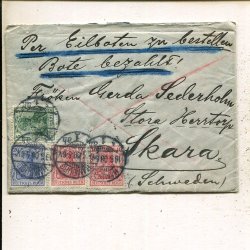 Per Eilboten zu bestellen
Bote bezahlt!
Fröken Gerda Sederholm
Stora Herrtorp
Skara
(Schweden)